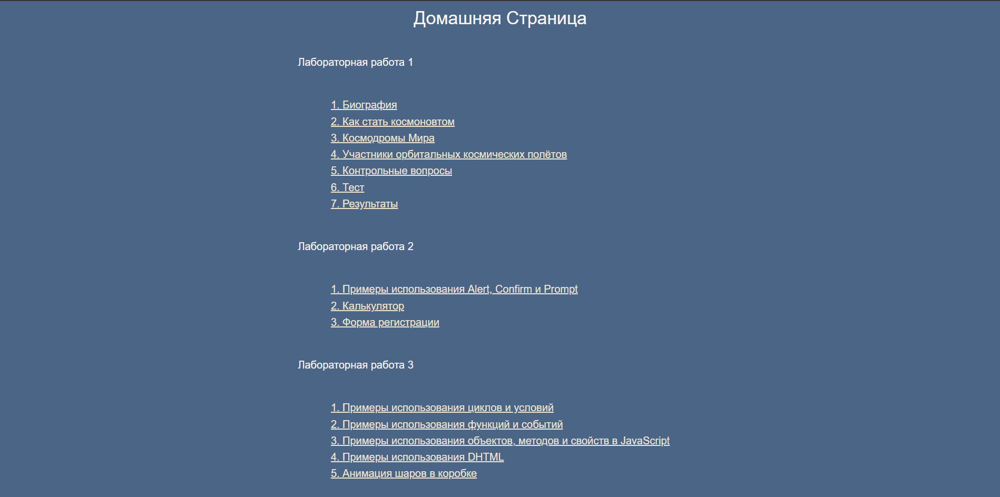 Домашняя Страница
Лабораторная работа 1
1. Биография
2. Как стать космоновтом
3. Космодромы Мира
4. Участники орбитальных космических полётов
5. Контрольные вопросы
6. Тест
7. Результаты
Лабораторная работа 2
1. Примеры использования Alert, Confirm и Prompt
2. Калькулятор
3. Форма регистрации
Лабораторная работа 3
1. Примеры использования циклов и условий
2. Примеры использования функций и событий
3. Примеры использования объектов, методов и свойств в JavaScript
4. Примеры использования DHTML
5. Анимация шаров в коробке